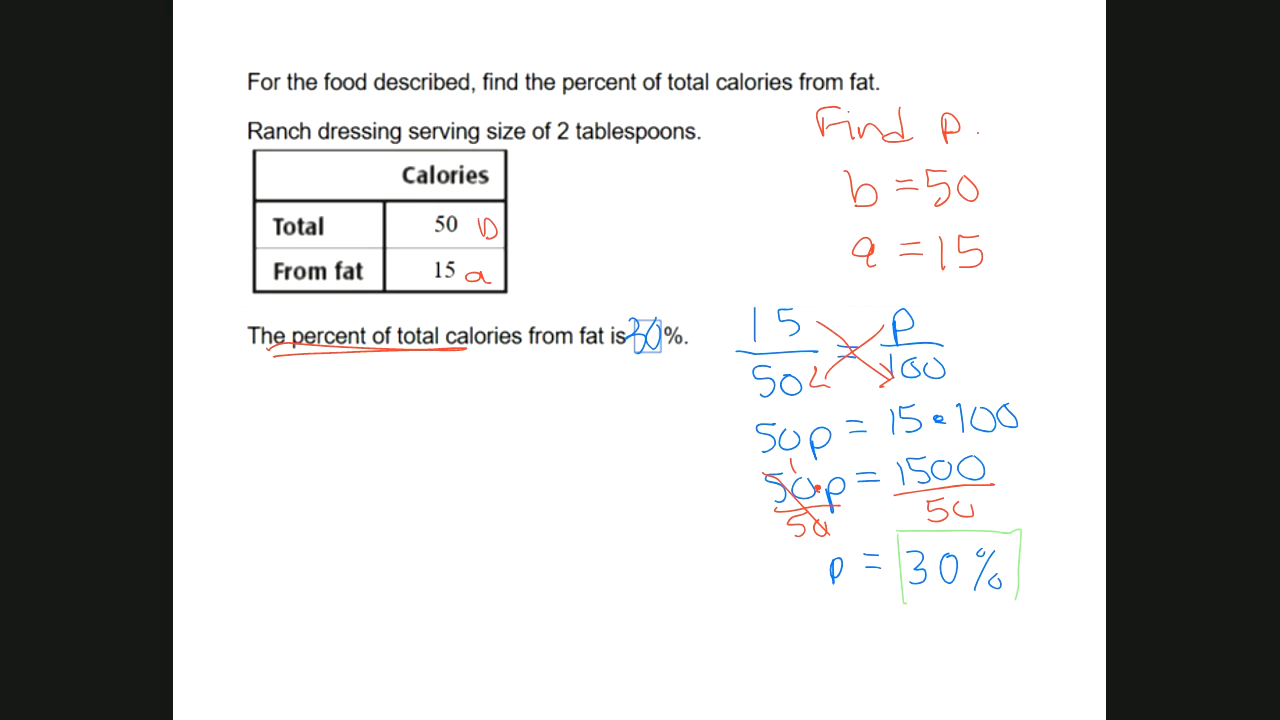 For the food described, find the percent of total calories from fat.
Ranch dressing serving size of 2 tablespoons.
Calories
Total 50 b
From fat 15 a
The percent of total calories from fat is 30%.
Find p.
b = 50
a = 15
15/50 = p/100
50p = 15 • 100
50•p/50 = 1500/50
1
p = 30%